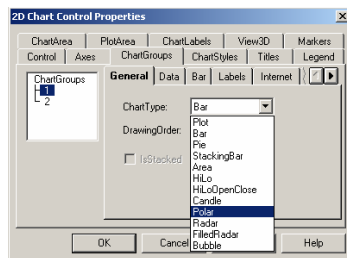 2D Chart Control Properties
ChartArea PlotArea ChartLabels View3D Markers
Control Axes ChartGroups ChartStyles Titles Legend
ChartGroups
1
2
General Data Bar Labels Internet
ChartType: Bar
DrawingOrder:
IsStacked
Plot
Bar
Pie
StackingBar
Area
HiLo
HiLoOpenClose
Candle
Polar
Radar
FilledRadar
Bubble
OK Cancel Help